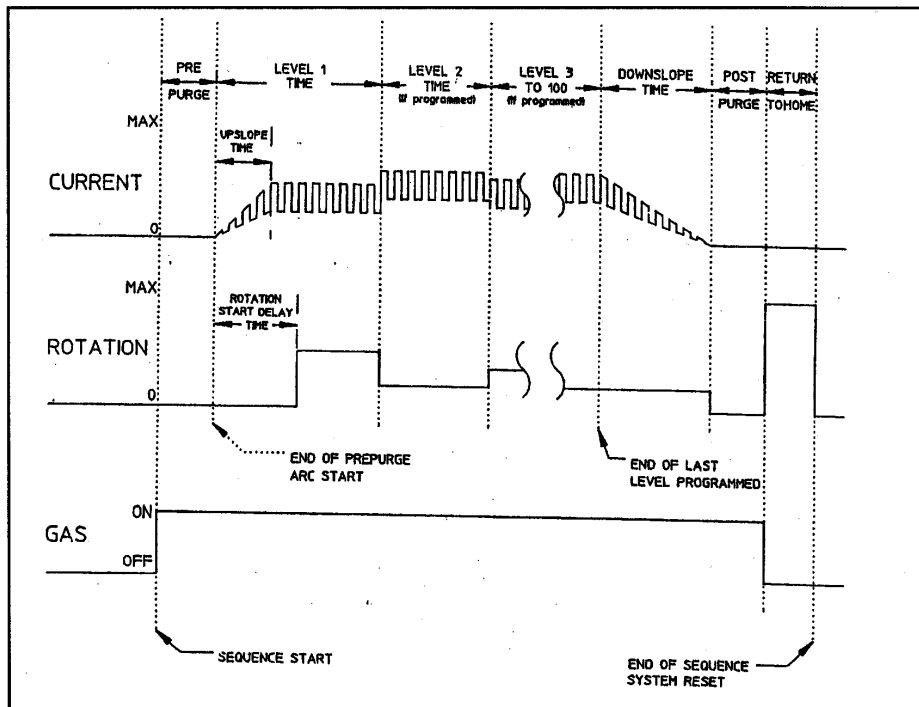 PRE
PURGE
LEVEL 1
TIME
LEVEL 2
TIME
(If programmed)
LEVEL 3
TO 100
(If programmed)
DOWNSLOPE
TIME
POST
PURGE
RETURN
TO HOME
MAX
UPSLOPE
TIME
CURRENT
0
MAX
ROTATION
START DELAY
TIME
ROTATION
0
END OF PREPURGE
ARC START
END OF LAST
LEVEL PROGRAMMED
ON
GAS
OFF
SEQUENCE START
END OF SEQUENCE
SYSTEM RESET